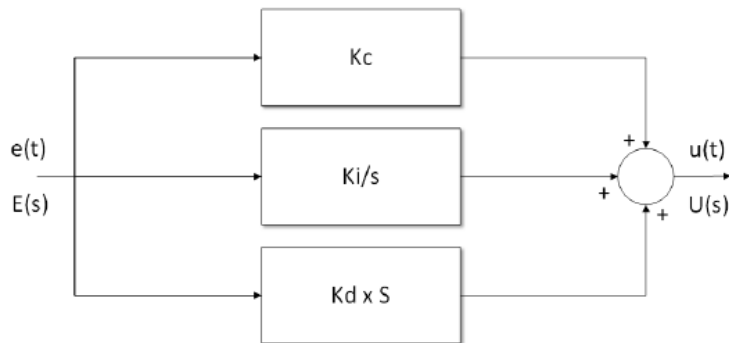 Kc
+
e(t)
Ki/s
u(t)
+
E(s)
+
U(s)
Kd x S